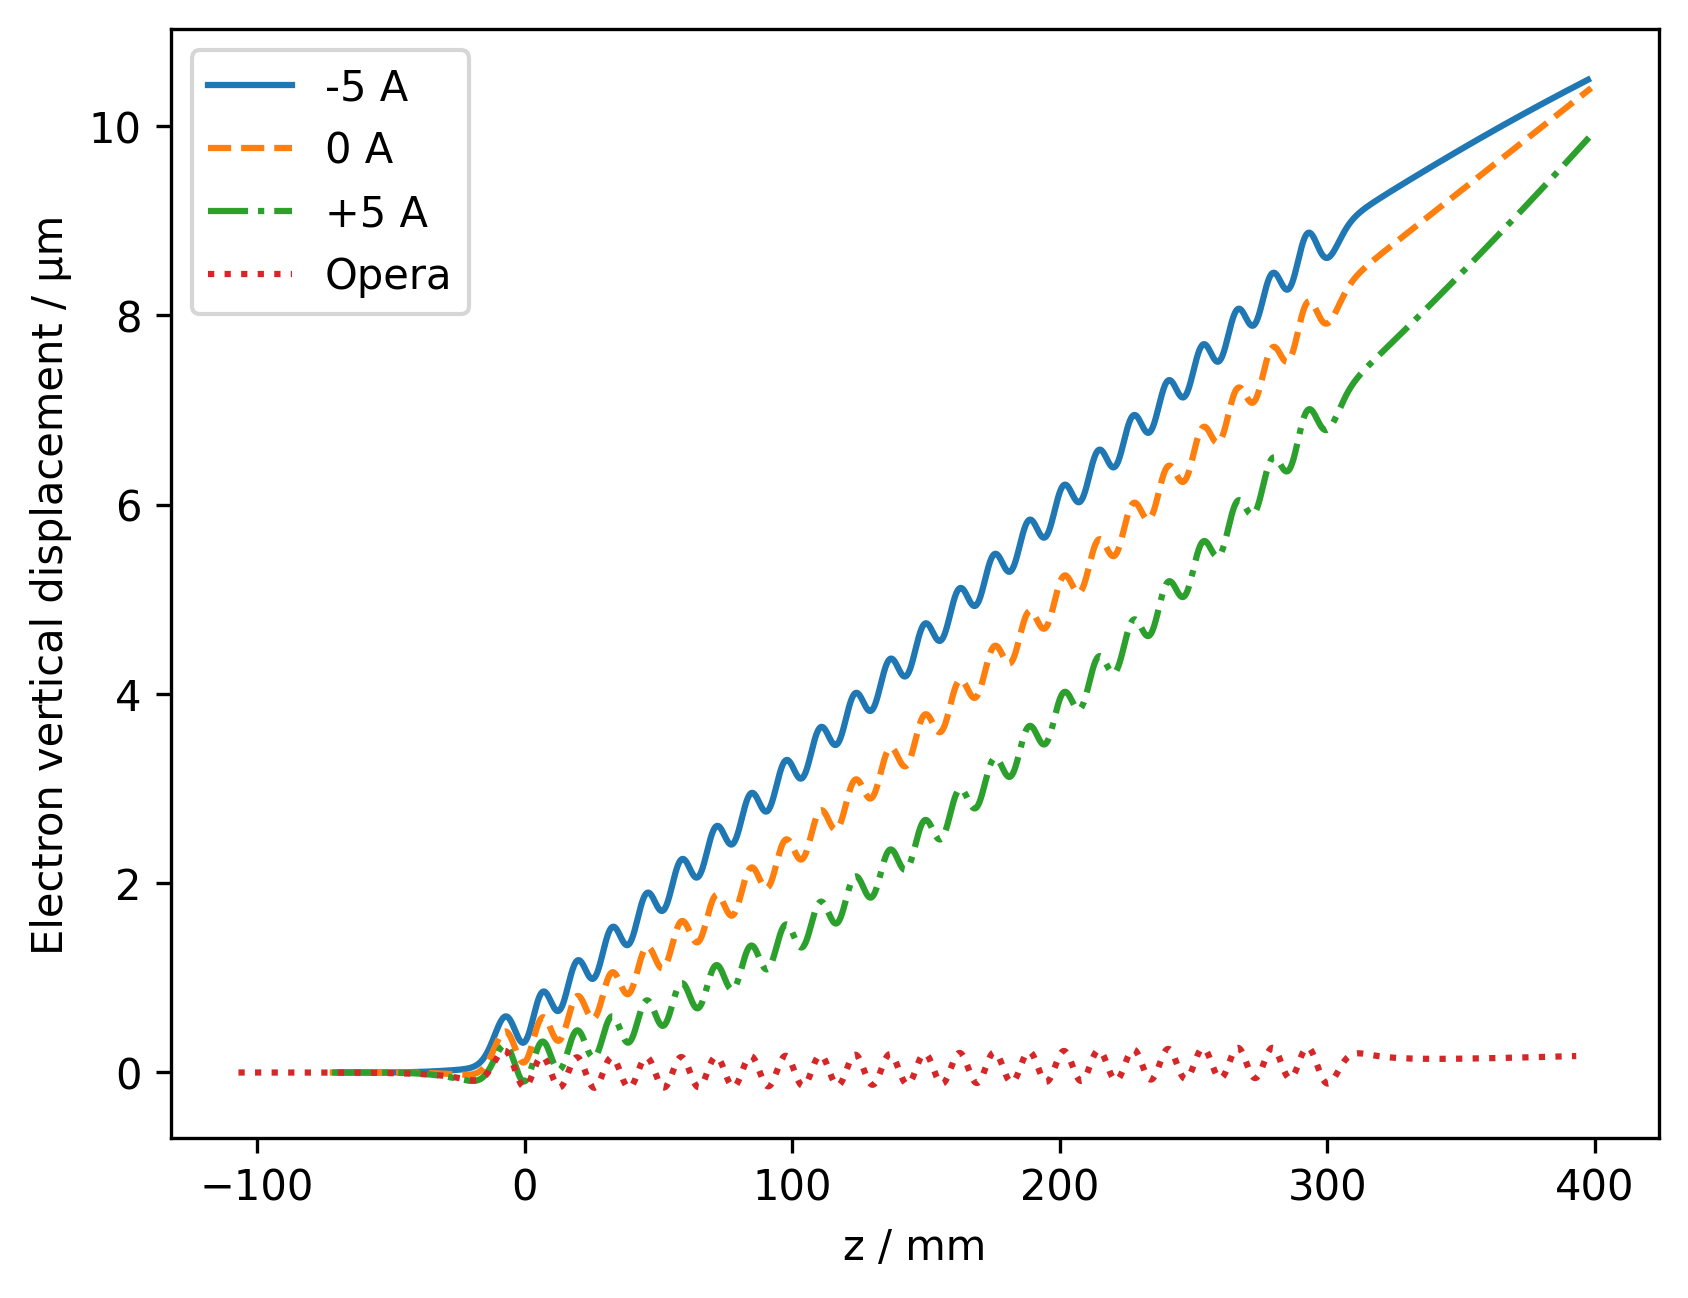 -5 A
0 A
+5 A
Opera
10
8
6
4
2
0
Electron vertical displacement / µm
−100 0 100 200 300 400
z / mm